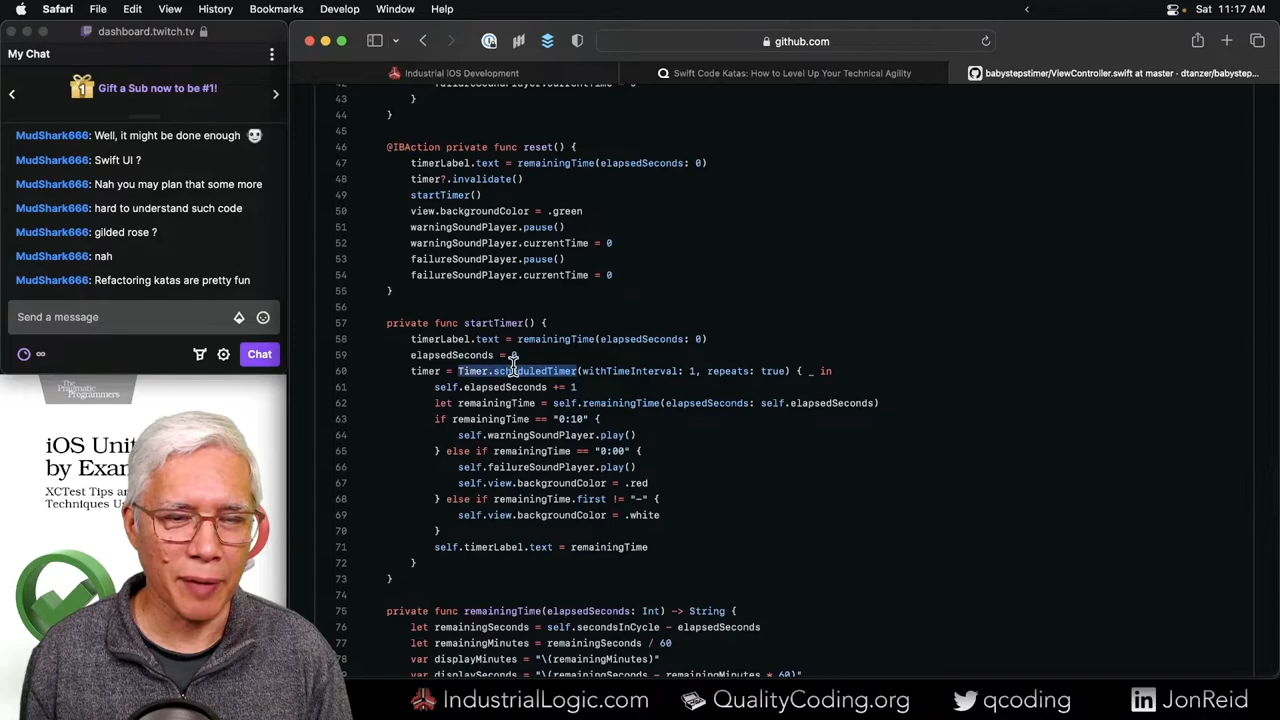 Safari File Edit View History Bookmarks Develop Window Help Sat 11:17 AM
dashboard.twitch.tv
github.com
My Chat
Industrial iOS Development
Swift Code Katas: How to Level Up Your Technical Agility
babystepstimer/ViewController.swift at master · dtanzer/babystep...
1 Gift a Sub now to be #1!
MudShark666: Well, it might be done enough
MudShark666: Swift UI ?
MudShark666: Nah you may plan that some more
MudShark666: hard to understand such code
MudShark666: gilded rose ?
MudShark666: nah
MudShark666: Refactoring katas are pretty fun
Send a message
Chat
42 failureSoundPlayer.currentTime = 0
43 }
44 }
45
46 @IBAction private func reset() {
47 timerLabel.text = remainingTime(elapsedSeconds: 0)
48 timer?.invalidate()
49 startTimer()
50 view.backgroundColor = .green
51 warningSoundPlayer.pause()
52 warningSoundPlayer.currentTime = 0
53 failureSoundPlayer.pause()
54 failureSoundPlayer.currentTime = 0
55 }
56
57 private func startTimer() {
58 timerLabel.text = remainingTime(elapsedSeconds: 0)
59 elapsedSeconds = 0
60 timer = Timer.scheduledTimer(withTimeInterval: 1, repeats: true) { _ in
61 self.elapsedSeconds += 1
62 let remainingTime = self.remainingTime(elapsedSeconds: self.elapsedSeconds)
63 if remainingTime == "0:10" {
64 self.warningSoundPlayer.play()
65 } else if remainingTime == "0:00" {
66 self.failureSoundPlayer.play()
67 self.view.backgroundColor = .red
68 } else if remainingTime.first != "-" {
69 self.view.backgroundColor = .white
70 }
71 self.timerLabel.text = remainingTime
72 }
73 }
74
75 private func remainingTime(elapsedSeconds: Int) -> String {
76 let remainingSeconds = self.secondsInCycle - elapsedSeconds
77 let remainingMinutes = remainingSeconds / 60
78 var displayMinutes = "\(remainingMinutes)"
79 var displaySeconds = "\(remainingSeconds - remainingMinutes * 60)"
The Pragmatic Programmers
iOS Unit
by Exam
XCTest Tips a
Techniques U
IndustrialLogic.com QualityCoding.org qcoding JonReid